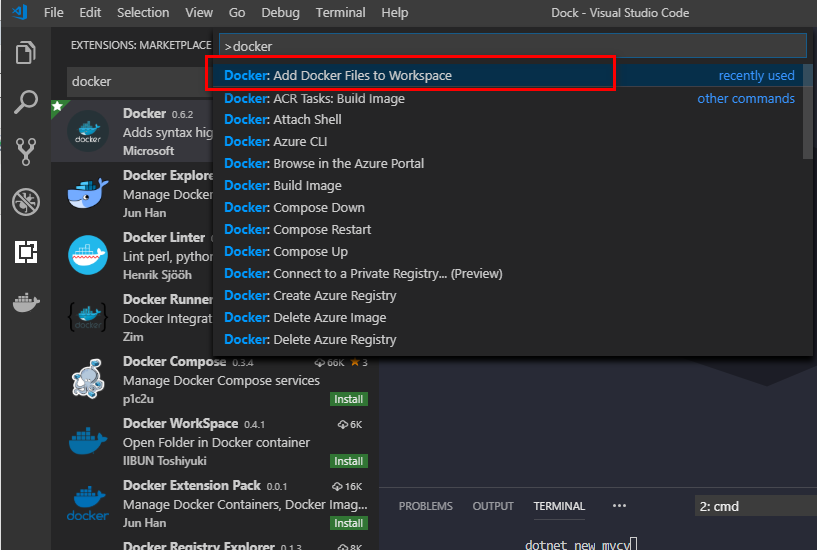 File Edit Selection View Go Debug Terminal Help Dock - Visual Studio Code
EXTENSIONS: MARKETPLACE
>docker
docker
Docker: Add Docker Files to Workspace recently used
Docker: ACR Tasks: Build Image other commands
Docker: Attach Shell
Docker: Azure CLI
Docker: Browse in the Azure Portal
Docker: Build Image
Docker: Compose Down
Docker: Compose Restart
Docker: Compose Up
Docker: Connect to a Private Registry... (Preview)
Docker: Create Azure Registry
Docker: Delete Azure Image
Docker: Delete Azure Registry
Docker 0.6.2
Adds syntax hig
Microsoft
Docker Explore
Manage Docker
Jun Han
Docker Linter
Lint perl, python
Henrik Sjööh
Docker Runner
Docker Integrat
Zim
Docker Compose 0.3.4 66K 3
Manage Docker Compose services
p1c2u Install
Docker WorkSpace 0.4.1 6K
Open Folder in Docker container
IIBUN Toshiyuki Install
Docker Extension Pack 0.0.1 16K
Manage Docker Containers, Docker Imag...
Jun Han Install
Docker Registry Explorer 0.1.3 8K
PROBLEMS OUTPUT TERMINAL ••• 2: cmd
dotnet new mycv
docker
docker
docker